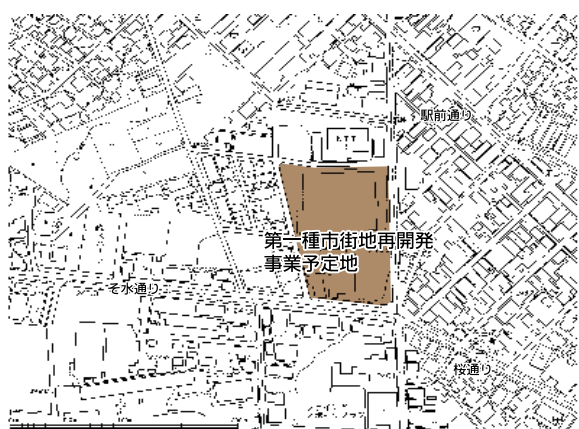 駅前通り
第一種市街地再開発
事業予定地
そ水通り
桜通り